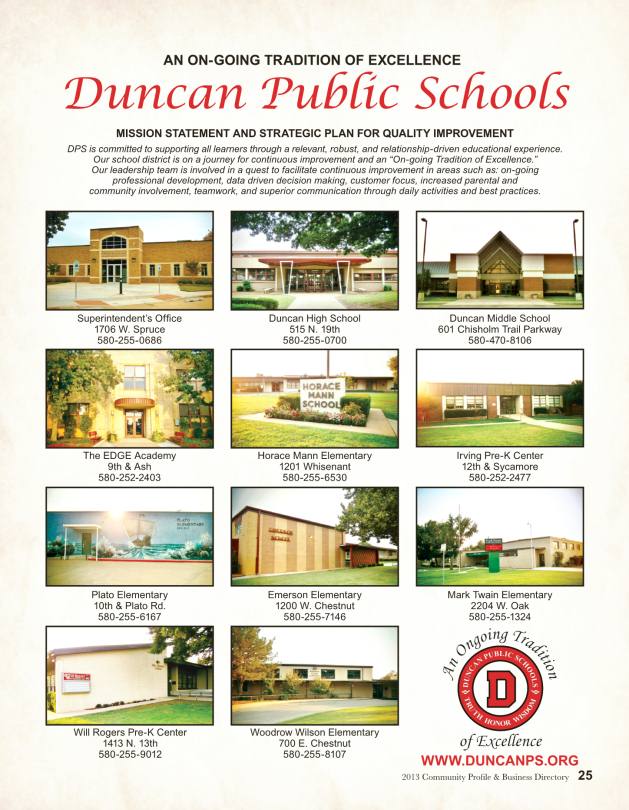 AN ON-GOING TRADITION OF EXCELLENCE
Duncan Public Schools
MISSION STATEMENT AND STRATEGIC PLAN FOR QUALITY IMPROVEMENT
DPS is committed to supporting all learners through a relevant, robust, and relationship-driven educational experience.
Our school district is on a journey for continuous improvement and an “On-going Tradition of Excellence.”
Our leadership team is involved in a quest to facilitate continuous improvement in areas such as: on-going
professional development, data driven decision making, customer focus, increased parental and
community involvement, teamwork, and superior communication through daily activities and best practices.
Superintendent's Office
1706 W. Spruce
580-255-0686
Duncan High School
515 N. 19th
580-255-0700
Duncan Middle School
601 Chisholm Trail Parkway
580-470-8106
HORACE
MANN
SCHOOL
The EDGE Academy
9th & Ash
580-252-2403
Horace Mann Elementary
1201 Whisenant
580-255-6530
Irving Pre-K Center
12th & Sycamore
580-252-2477
PLATO
ELEMENTARY
EMERSON
SCHOOL
Plato Elementary
10th & Plato Rd.
580-255-6167
Emerson Elementary
1200 W. Chestnut
580-255-7146
Mark Twain Elementary
2204 W. Oak
580-255-1324
Will Rogers Pre-K Center
1413 N. 13th
580-255-9012
Woodrow Wilson Elementary
700 E. Chestnut
580-255-8107
An Ongoing Tradition
DUNCAN PUBLIC SCHOOLS
D
TRUTH HONOR WISDOM
of Excellence
WWW.DUNCANPS.ORG
2013 Community Profile & Business Directory 25